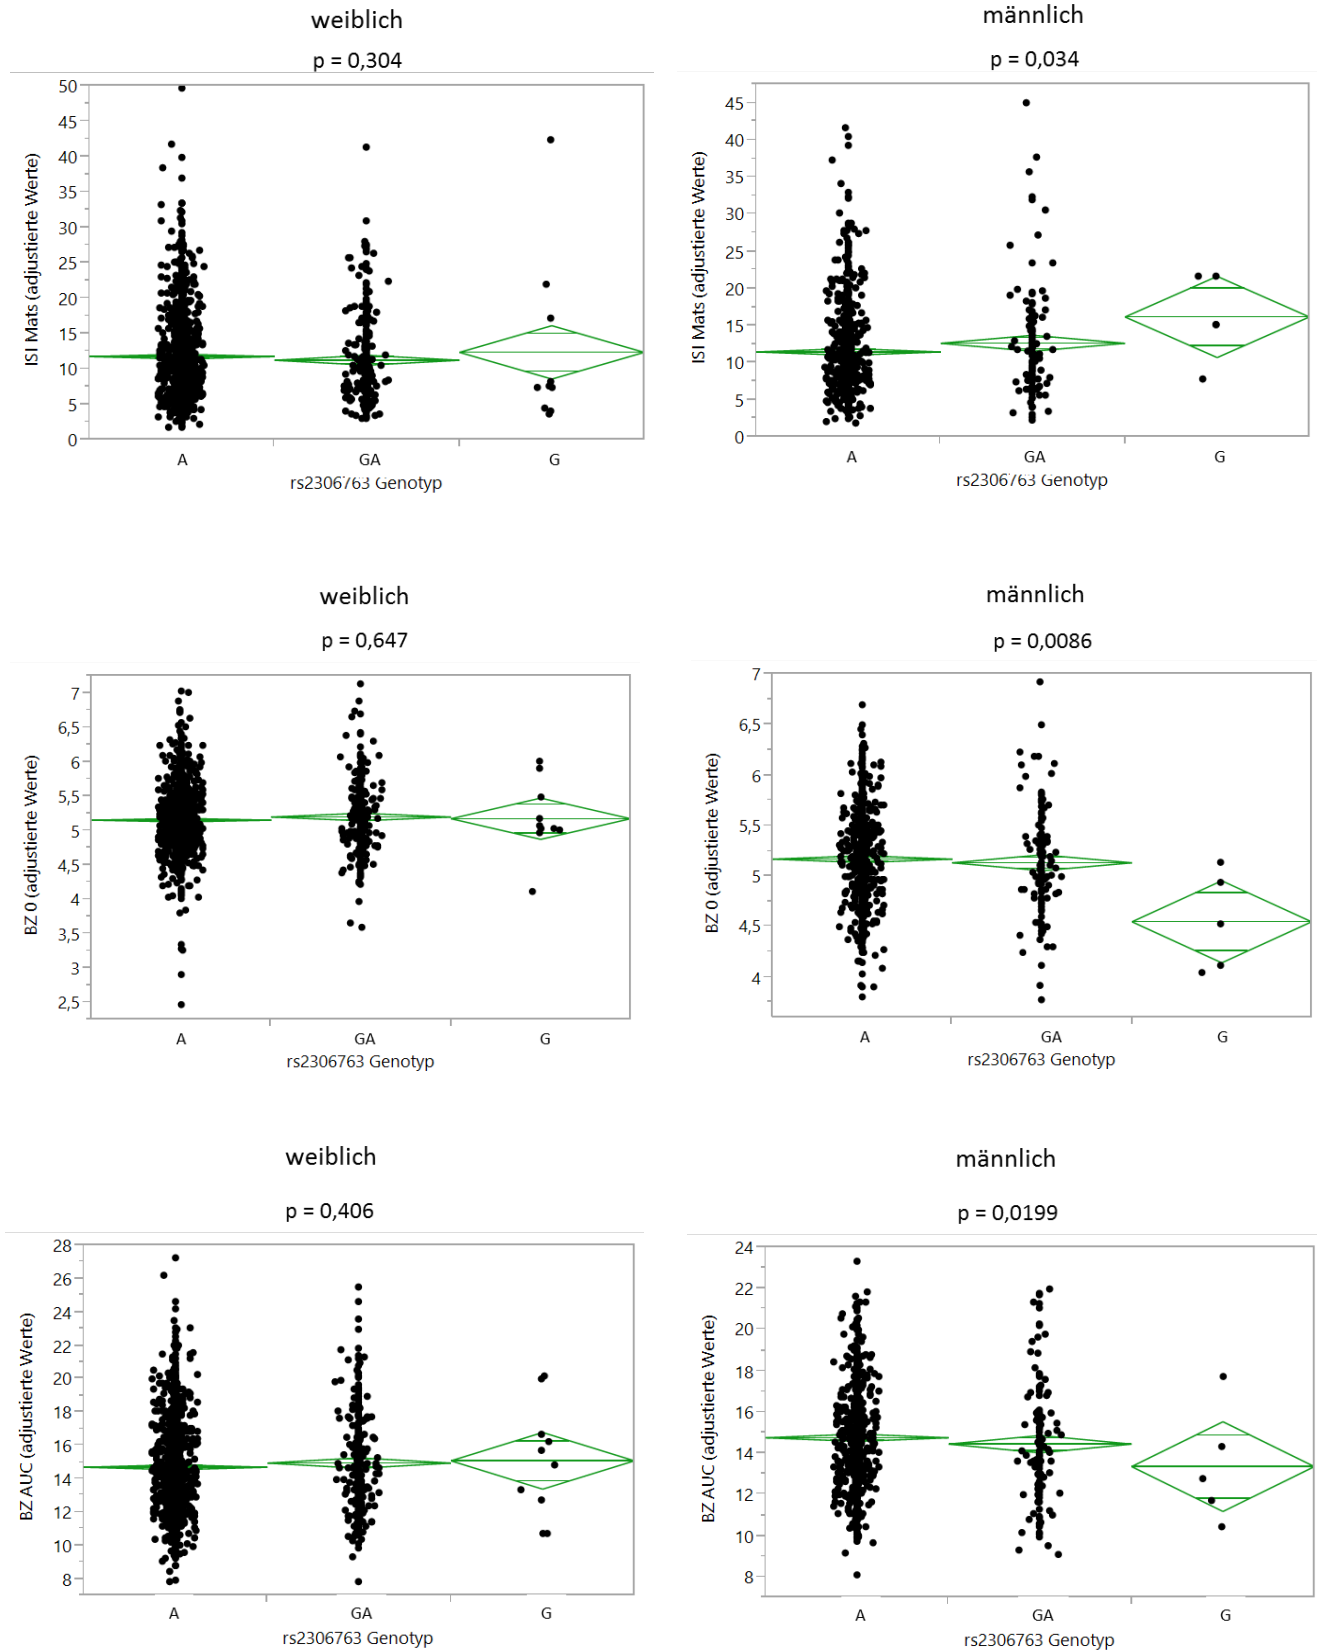 weiblich
p = 0,304
50
45
40
35
30
25
20
15
10
5
0
ISI Mats (adjustierte Werte)
A GA G
rs2306763 Genotyp
männlich
p = 0,034
45
40
35
30
25
20
15
10
5
0
ISI Mats (adjustierte Werte)
A GA G
rs2306763 Genotyp
weiblich
p = 0,647
7
6,5
6
5,5
5
4,5
4
3,5
3
2,5
BZ 0 (adjustierte Werte)
A GA G
rs2306763 Genotyp
männlich
p = 0,0086
7
6,5
6
5,5
5
4,5
4
BZ 0 (adjustierte Werte)
A GA G
rs2306763 Genotyp
weiblich
p = 0,406
28
26
24
22
20
18
16
14
12
10
8
BZ AUC (adjustierte Werte)
A GA G
rs2306763 Genotyp
männlich
p = 0,0199
24
22
20
18
16
14
12
10
8
BZ AUC (adjustierte Werte)
A GA G
rs2306763 Genotyp